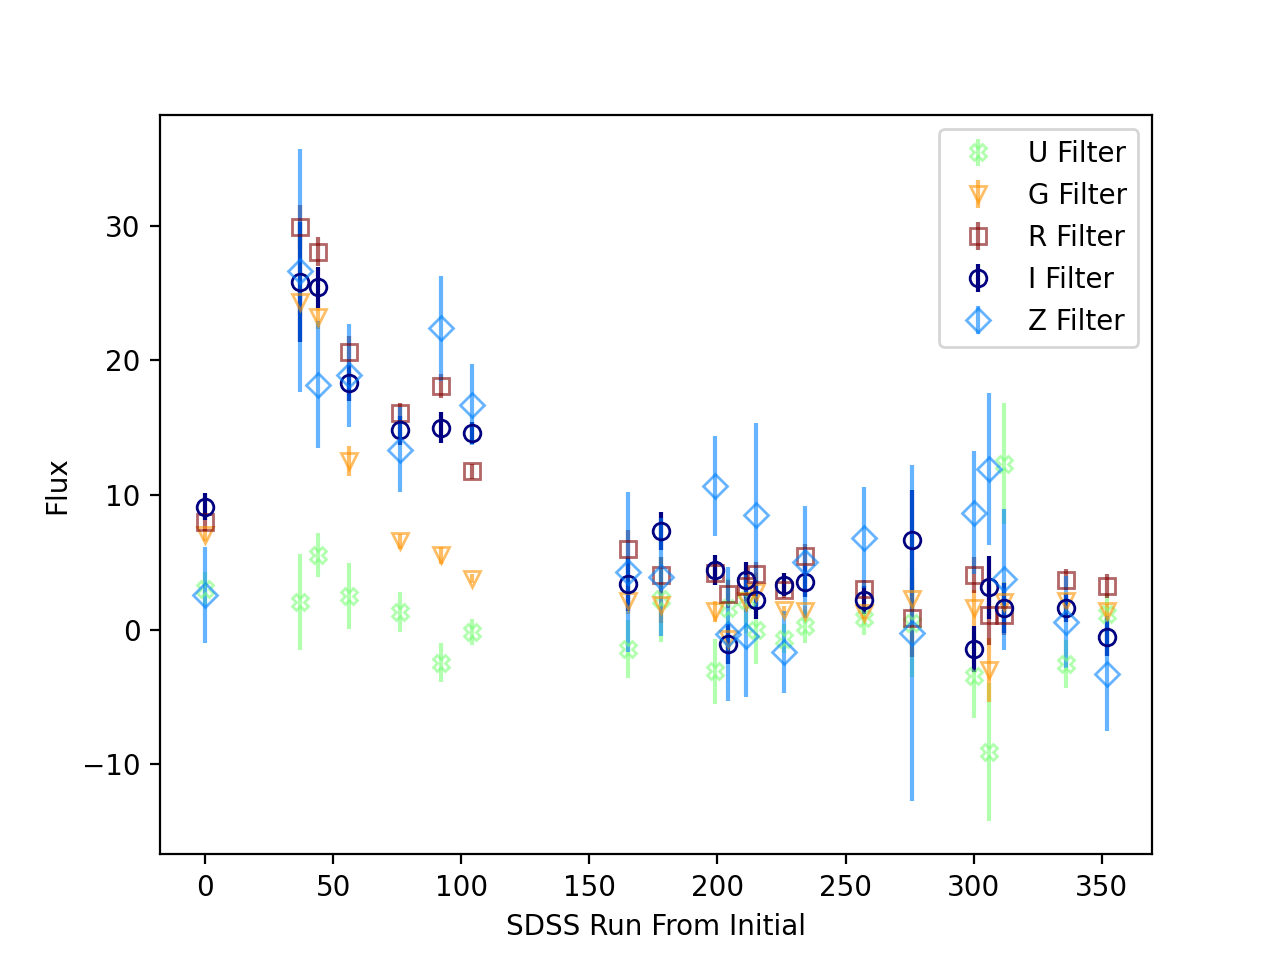 U Filter
G Filter
R Filter
I Filter
Z Filter
30
20
10
0
−10
Flux
0 50 100 150 200 250 300 350
SDSS Run From Initial